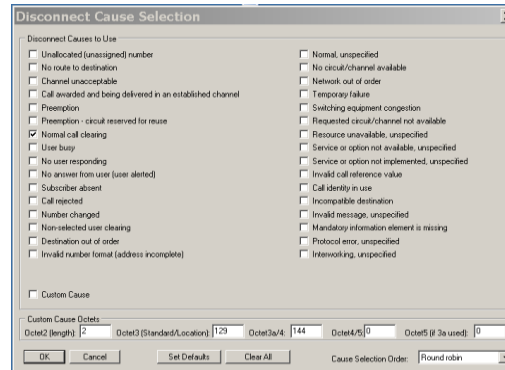 Disconnect Cause Selection
Disconnect Causes to Use
Unallocated (unassigned) number
No route to destination
Channel unacceptable
Call awarded and being delivered in an established channel
Preemption
Preemption - circuit reserved for reuse
Normal call clearing
User busy
No user responding
No answer from user (user alerted)
Subscriber absent
Call rejected
Number changed
Non-selected user clearing
Destination out of order
Invalid number format (address incomplete)
Custom Cause
Normal, unspecified
No circuit/channel available
Network out of order
Temporary failure
Switching equipment congestion
Requested circuit/channel not available
Resource unavailable, unspecified
Service or option not available, unspecified
Service or option not implemented, unspecified
Invalid call reference value
Call identity in use
Incompatible destination
Invalid message, unspecified
Mandatory information element is missing
Protocol error, unspecified
Interworking, unspecified
Custom Cause Octets
Octet2 (length): 2 Octet3 (Standard/Location): 129 Octet3a/4: 144 Octet4/5: 0 Octet5 (if 3a used): 0
OK Cancel Set Defaults Clear All Cause Selection Order: Round robin